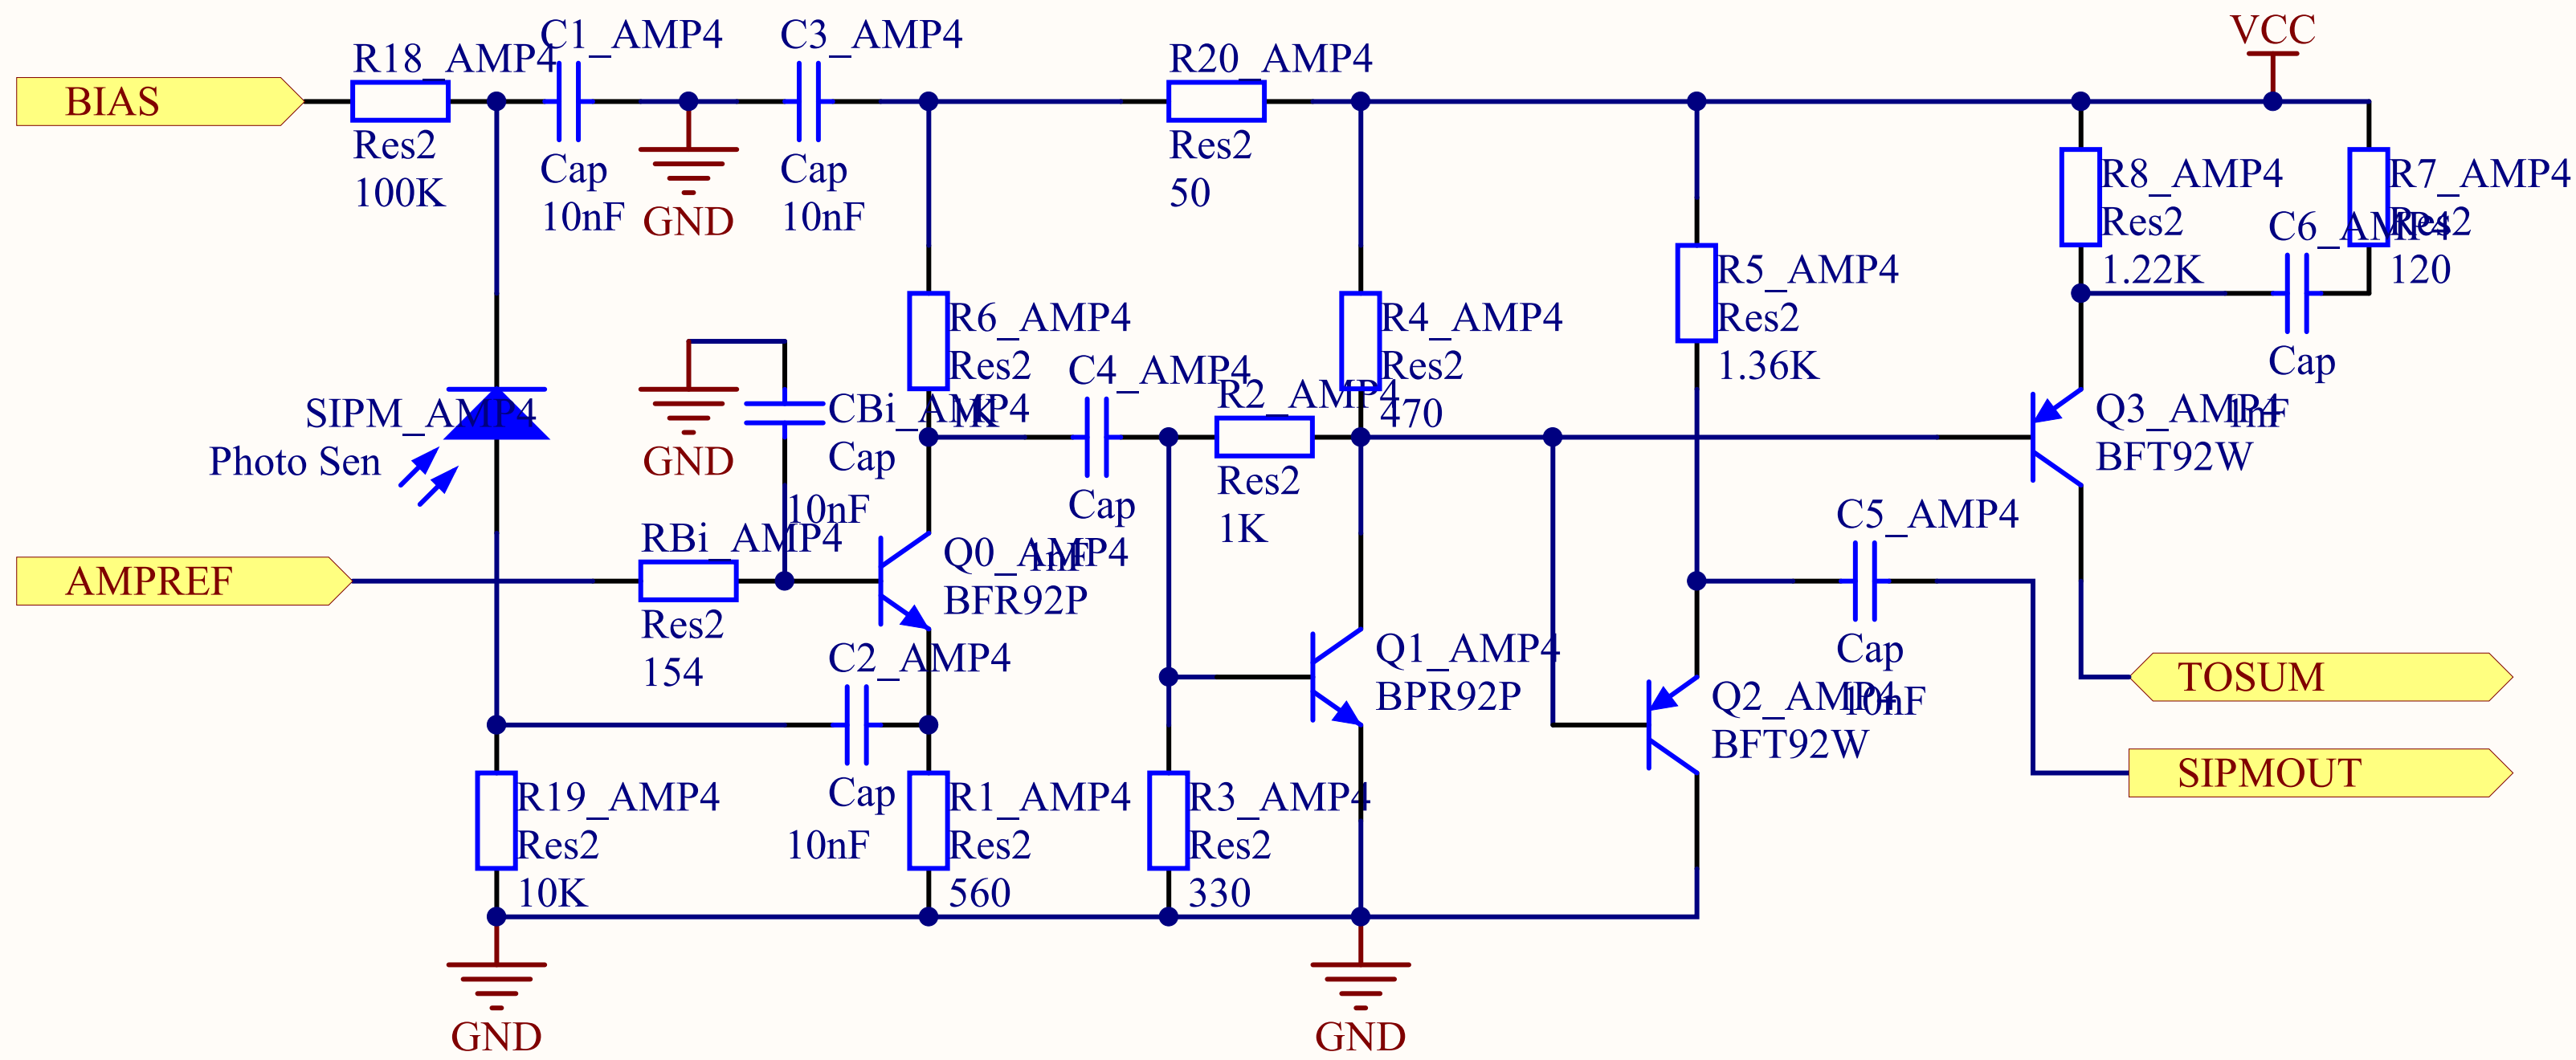 VCC
C1_AMP4
C3_AMP4
R18_AMP4
R20_AMP4
BIAS
Res2
100K
Cap
10nF
GND
Cap
10nF
Res2
50
R8_AMP4
Res2
1.22K
R7_AMP4
Res2
120
C6_AMP4
Cap
1nF
R5_AMP4
Res2
1.36K
R6_AMP4
Res2
1K
R4_AMP4
Res2
470
C4_AMP4
Cap
1nF
R2_AMP4
Res2
1K
SIPM_AMP4
Photo Sen
GND
CBi_AMP4
Cap
10nF
Q3_AMP4
BFT92W
C5_AMP4
Cap
10nF
AMPREF
RBi_AMP4
Res2
154
Q0_AMP4
BFR92P
C2_AMP4
Cap
10nF
Q1_AMP4
BPR92P
Q2_AMP4
BFT92W
TOSUM
SIPMOUT
R19_AMP4
Res2
10K
R1_AMP4
Res2
560
R3_AMP4
Res2
330
GND
GND